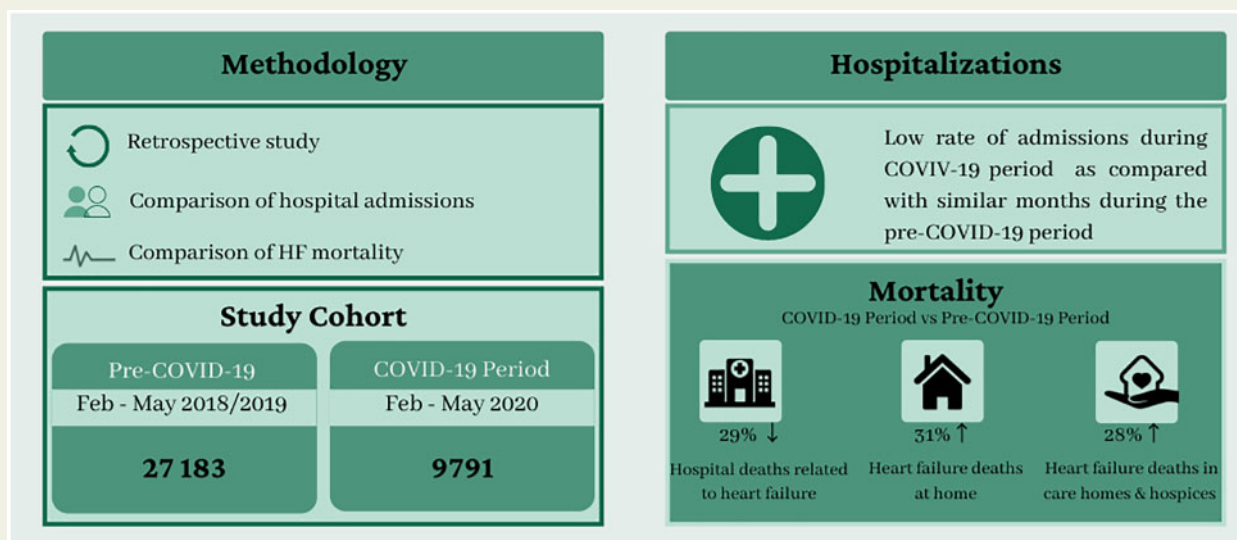 Methodology
Retrospective study
Comparison of hospital admissions
Comparison of HF mortality
Study Cohort
Pre-COVID-19
Feb - May 2018/2019
27 183
COVID-19 Period
Feb - May 2020
9791
Hospitalizations
Low rate of admissions during
COVIV-19 period as compared
with similar months during the
pre-COVID-19 period
Mortality
COVID-19 Period vs Pre-COVID-19 Period
29% ↓
Hospital deaths related
to heart failure
31% ↑
Heart failure deaths
at home
28% ↑
Heart failure deaths in
care homes & hospices